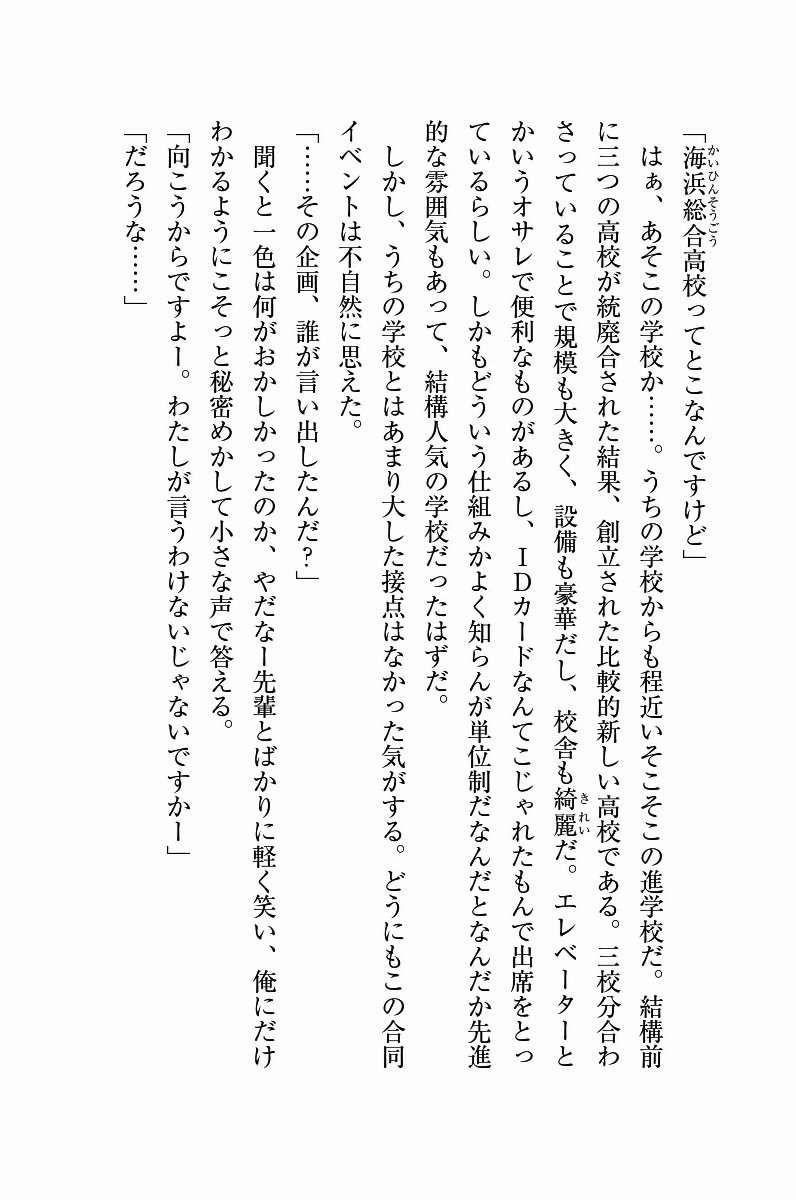 「海浜総合高校ってとこなんですけど」
　はぁ、あそこの学校か……。うちの学校からも程近いそこそこの進学校だ。結構前
に三つの高校が統廃合された結果、創立された比較的新しい高校である。三校分合わ
さっていることで規模も大きく、設備も豪華だし、校舎も綺麗だ。エレベーターと
かいうオサレで便利なものがあるし、ＩＤカードなんてこじゃれたもんで出席をとっ
ているらしい。しかもどういう仕組みかよく知らんが単位制だなんだとなんだか先進
的な雰囲気もあって、結構人気の学校だったはずだ。
　しかし、うちの学校とはあまり大した接点はなかった気がする。どうにもこの合同
イベントは不自然に思えた。
「……その企画、誰が言い出したんだ？」
　聞くと一色は何がおかしかったのか、やだなー先輩とばかりに軽く笑い、俺にだけ
わかるようにこそっと秘密めかして小さな声で答える。
「向こうからですよー。わたしが言うわけないじゃないですかー」
「だろうな……」